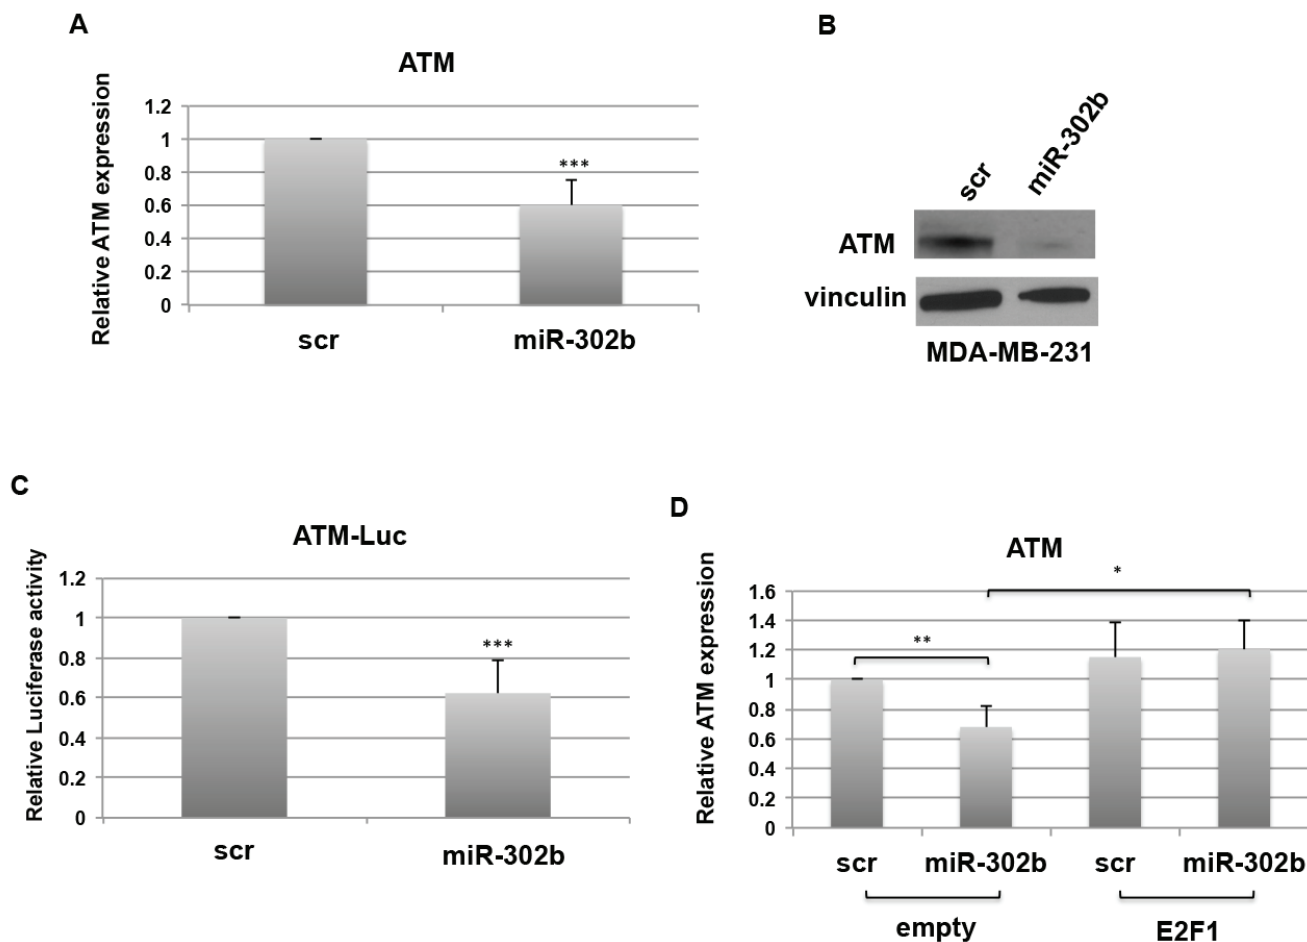 A
ATM
Relative ATM expression
1.2
1
0.8
0.6
0.4
0.2
0
***
scr
miR-302b
B
scr
miR-302b
ATM
vinculin
MDA-MB-231
C
ATM-Luc
Relative Luciferase activity
1.2
1
0.8
0.6
0.4
0.2
0
***
scr
miR-302b
D
ATM
Relative ATM expression
1.6
1.4
1.2
1
0.8
0.6
0.4
0.2
0
**
*
scr
miR-302b
scr
miR-302b
empty
E2F1